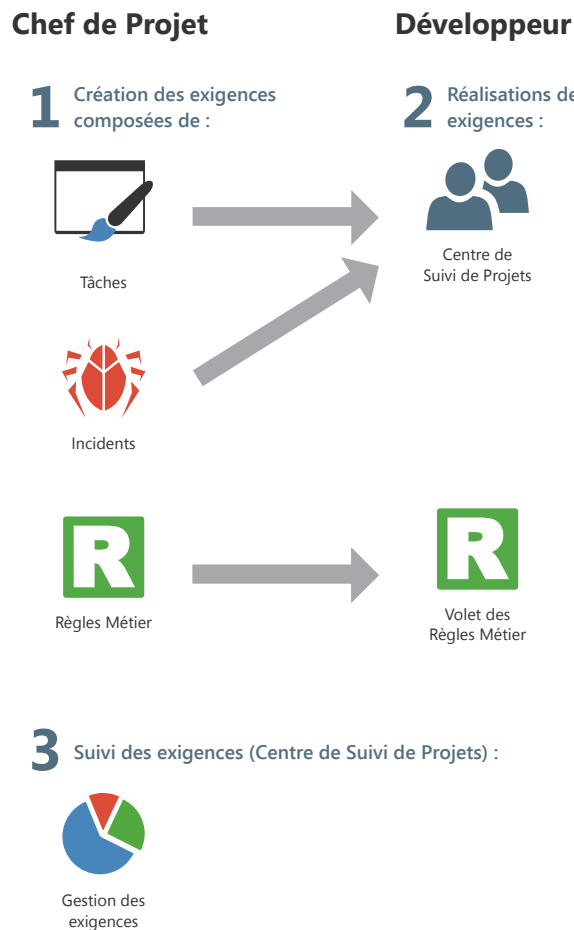 Chef de Projet
Développeur
1 Création des exigences
composées de :
2 Réalisations de
exigences :
Tâches
Centre de
Suivi de Projets
Incidents
R
Règles Métier
R
Volet des
Règles Métier
3 Suivi des exigences (Centre de Suivi de Projets) :
Gestion des
exigences